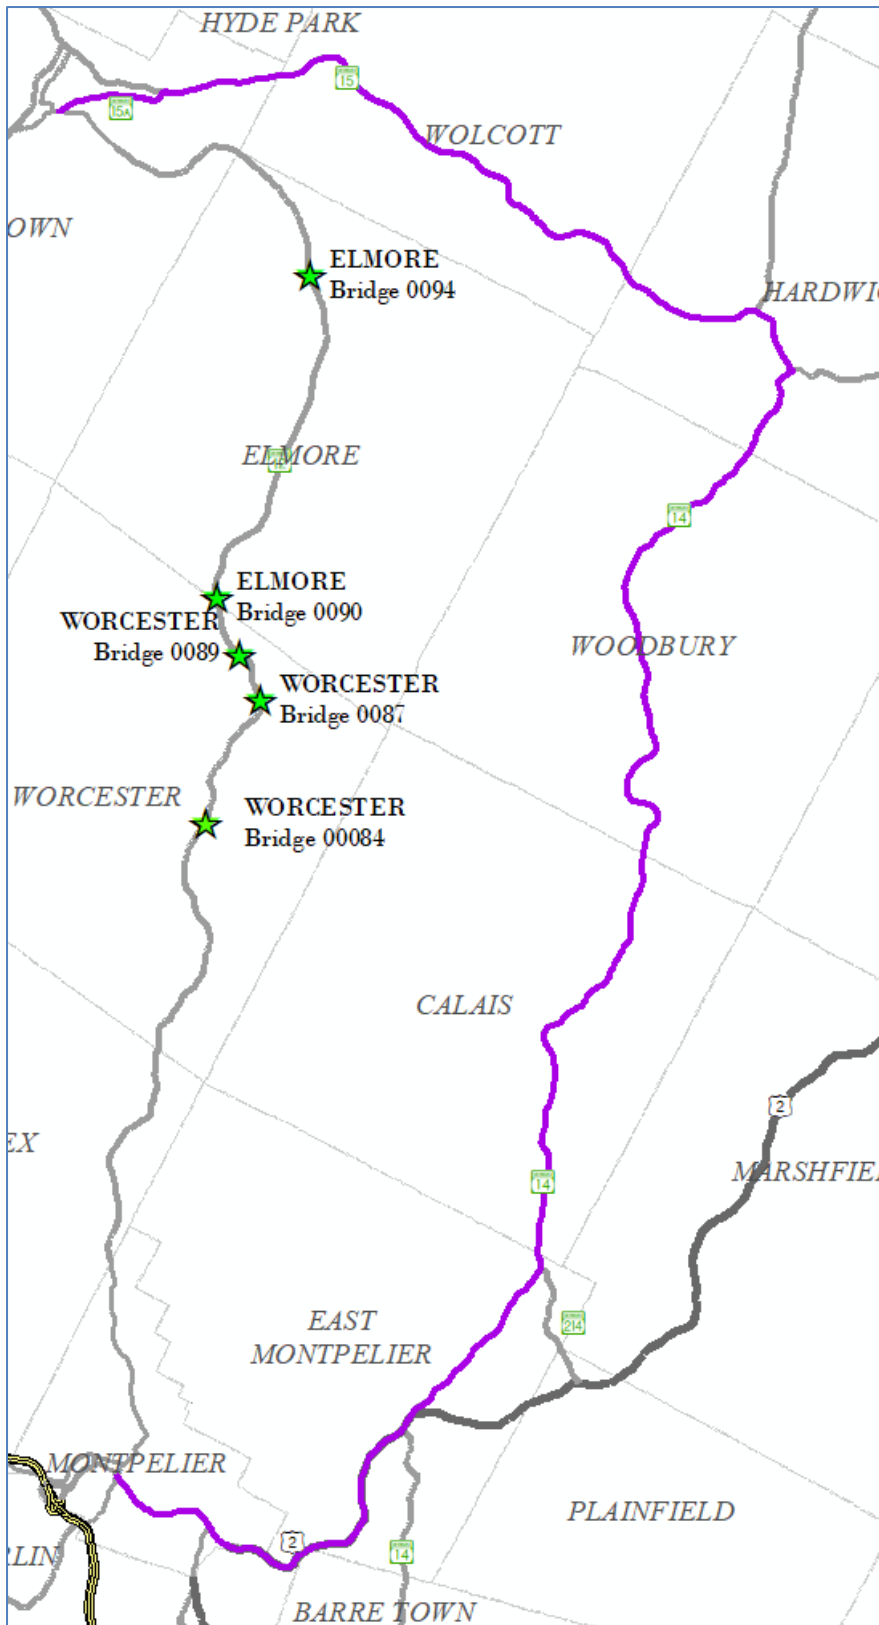 HYDE PARK
15
15A
WOLCOTT
OWN
ELMORE
Bridge 0094
HARDWIC
ELMORE
14
ELMORE
Bridge 0090
WORCESTER
Bridge 0089
WOODBURY
WORCESTER
Bridge 0087
WORCESTER
WORCESTER
Bridge 00084
CALAIS
2
EX
MARSHFIEL
14
EAST
MONTPELIER
214
MONTPELIER
PLAINFIELD
2
14
RLIN
BARRE TOWN